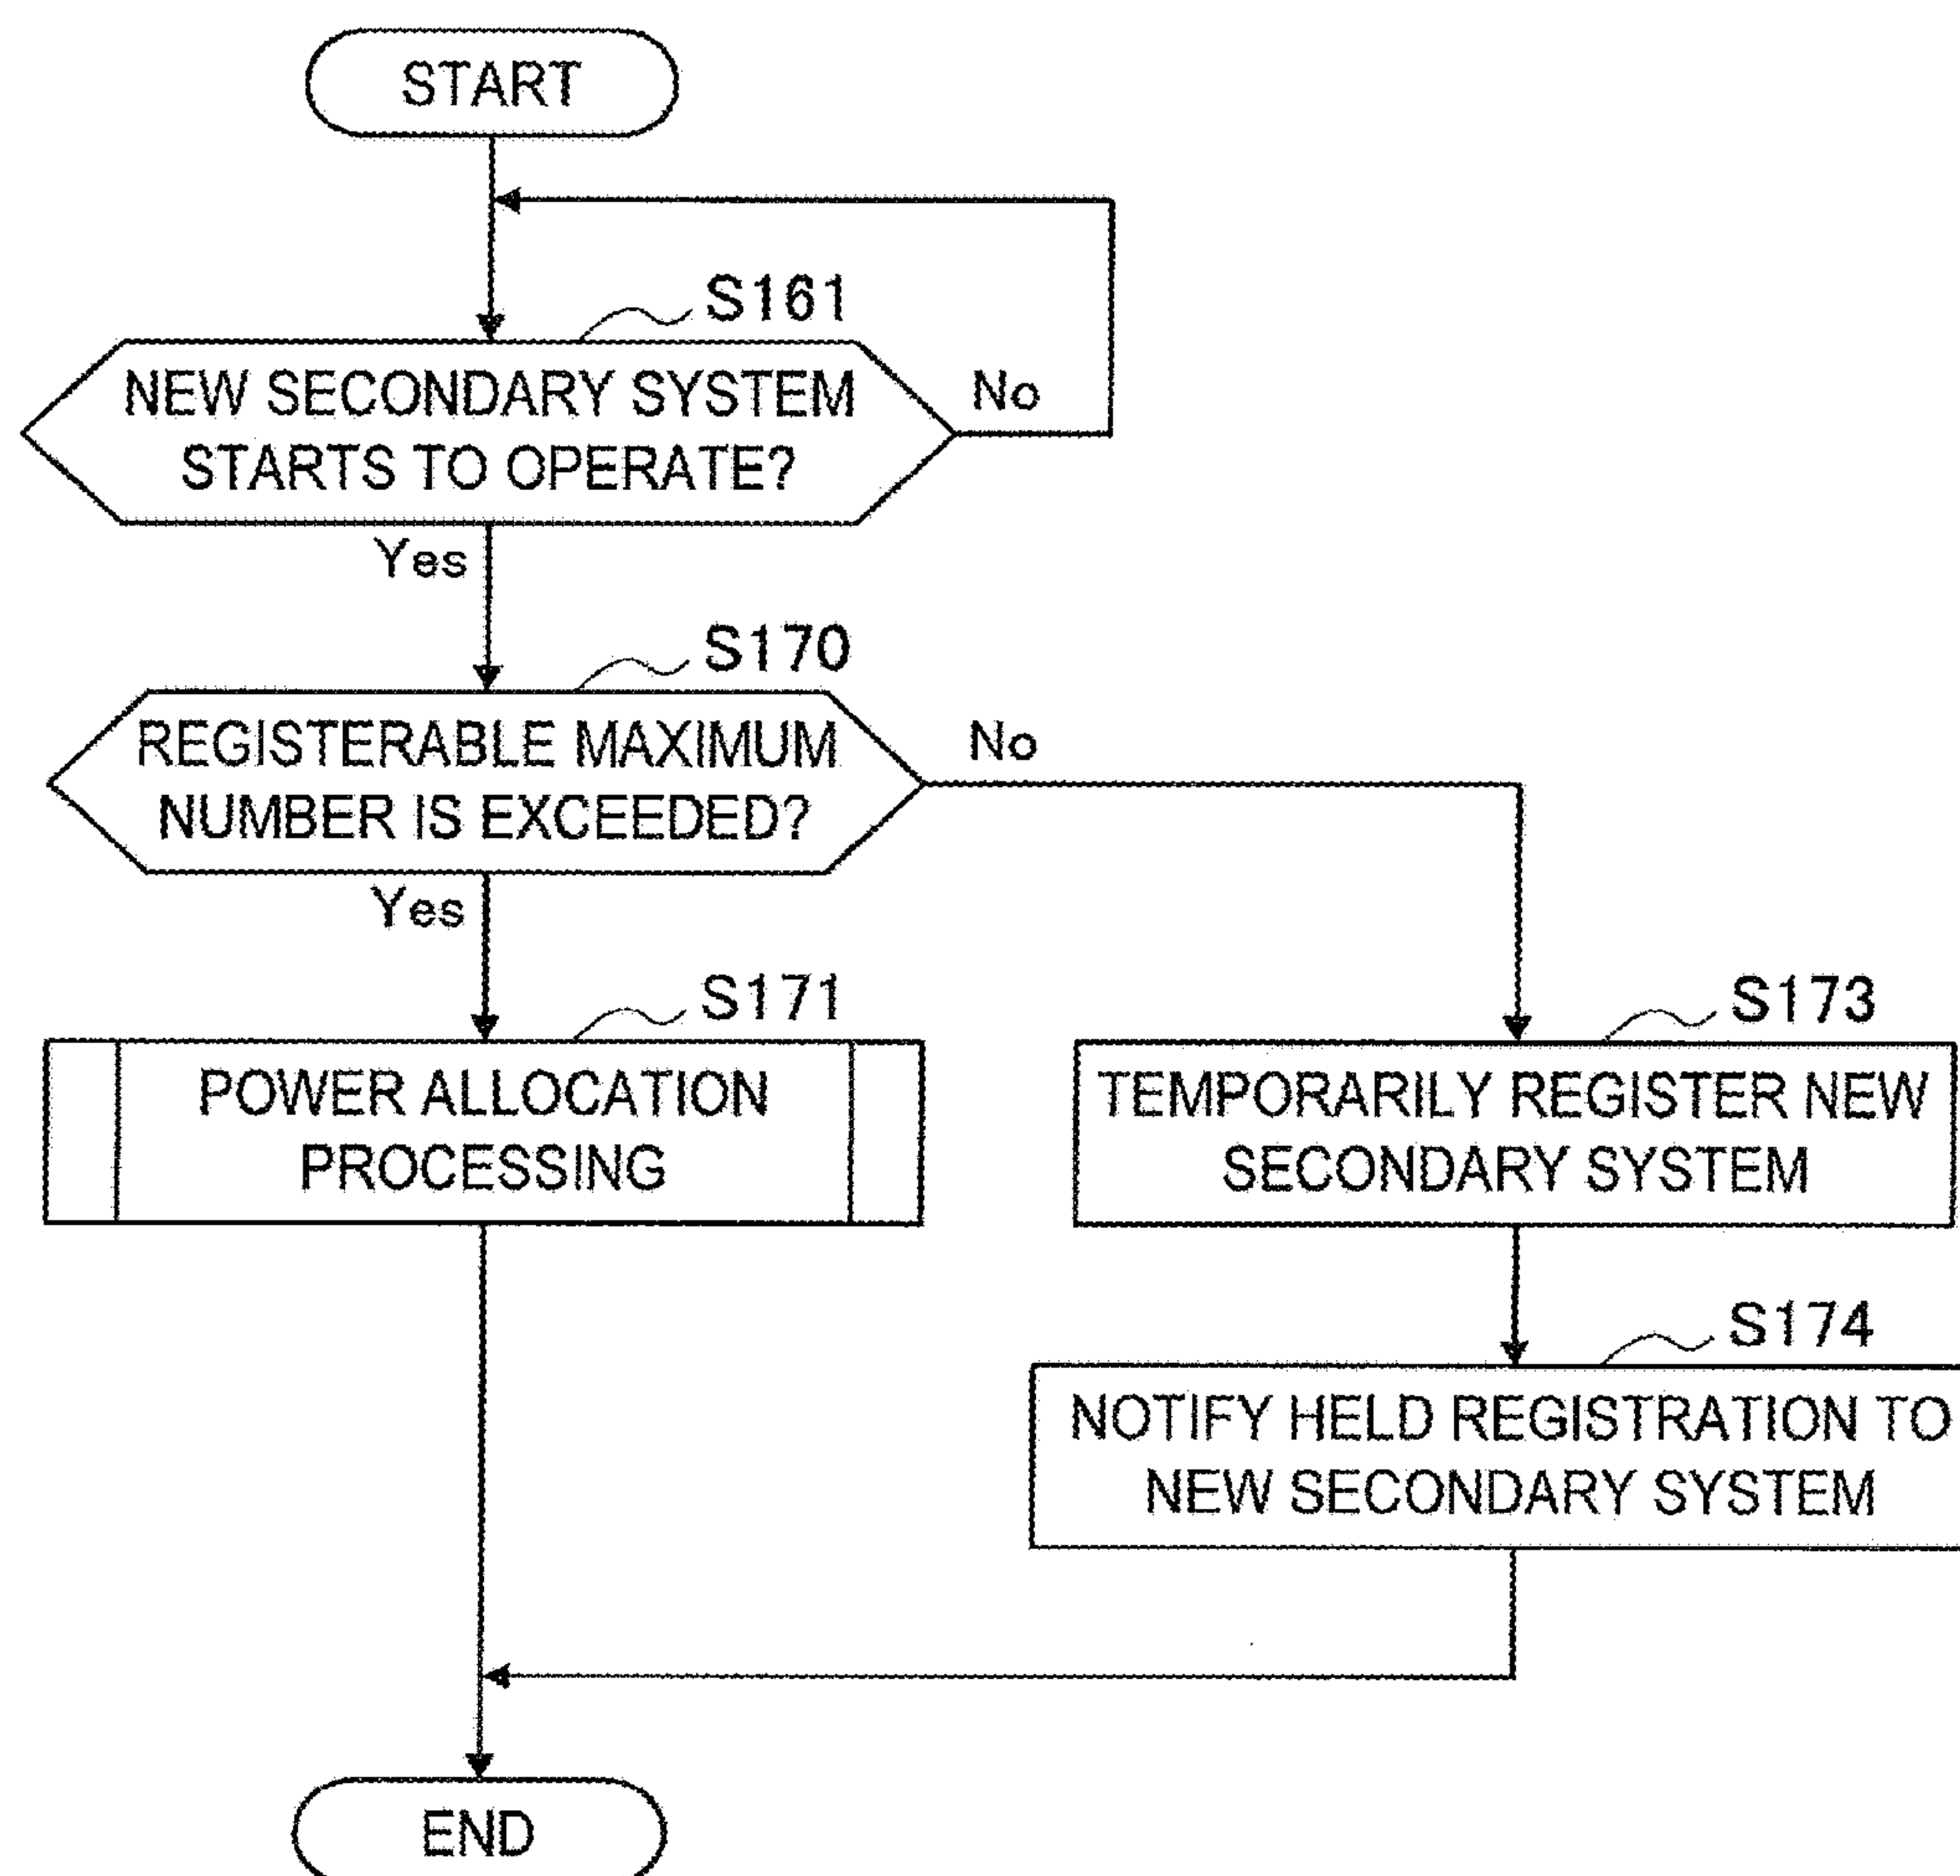 START
S161
NEW SECONDARY SYSTEM
STARTS TO OPERATE?
No
Yes
S170
REGISTERABLE MAXIMUM
NUMBER IS EXCEEDED?
No
Yes
S171
POWER ALLOCATION
PROCESSING
S173
TEMPORARILY REGISTER NEW
SECONDARY SYSTEM
S174
NOTIFY HELD REGISTRATION TO
NEW SECONDARY SYSTEM
END